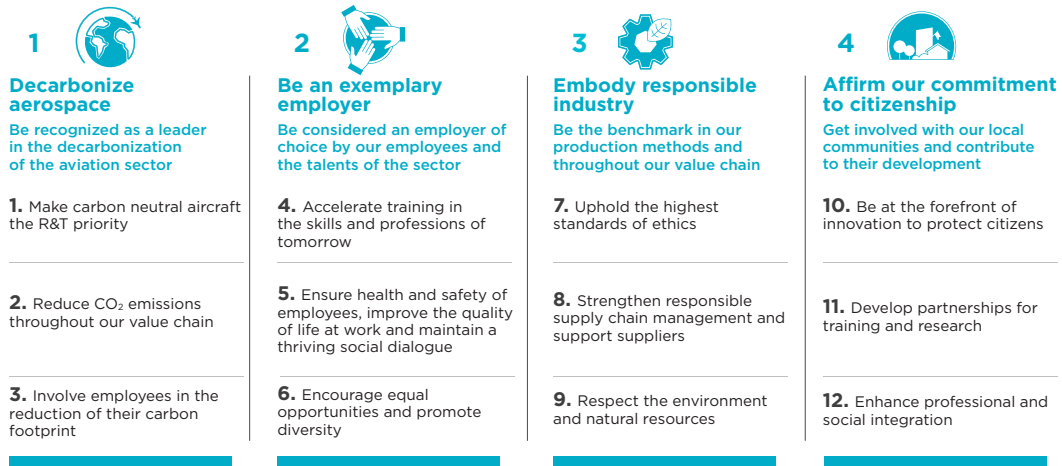 1
Decarbonize
aerospace
Be recognized as a leader
in the decarbonization
of the aviation sector
1. Make carbon neutral aircraft
the R&T priority
2. Reduce CO₂ emissions
throughout our value chain
3. Involve employees in the
reduction of their carbon
footprint
2
Be an exemplary
employer
Be considered an employer of
choice by our employees and
the talents of the sector
4. Accelerate training in
the skills and professions of
tomorrow
5. Ensure health and safety of
employees, improve the quality
of life at work and maintain a
thriving social dialogue
6. Encourage equal
opportunities and promote
diversity
3
Embody responsible
industry
Be the benchmark in our
production methods and
throughout our value chain
7. Uphold the highest
standards of ethics
8. Strengthen responsible
supply chain management and
support suppliers
9. Respect the environment
and natural resources
4
Affirm our commitment
to citizenship
Get involved with our local
communities and contribute
to their development
10. Be at the forefront of
innovation to protect citizens
11. Develop partnerships for
training and research
12. Enhance professional and
social integration